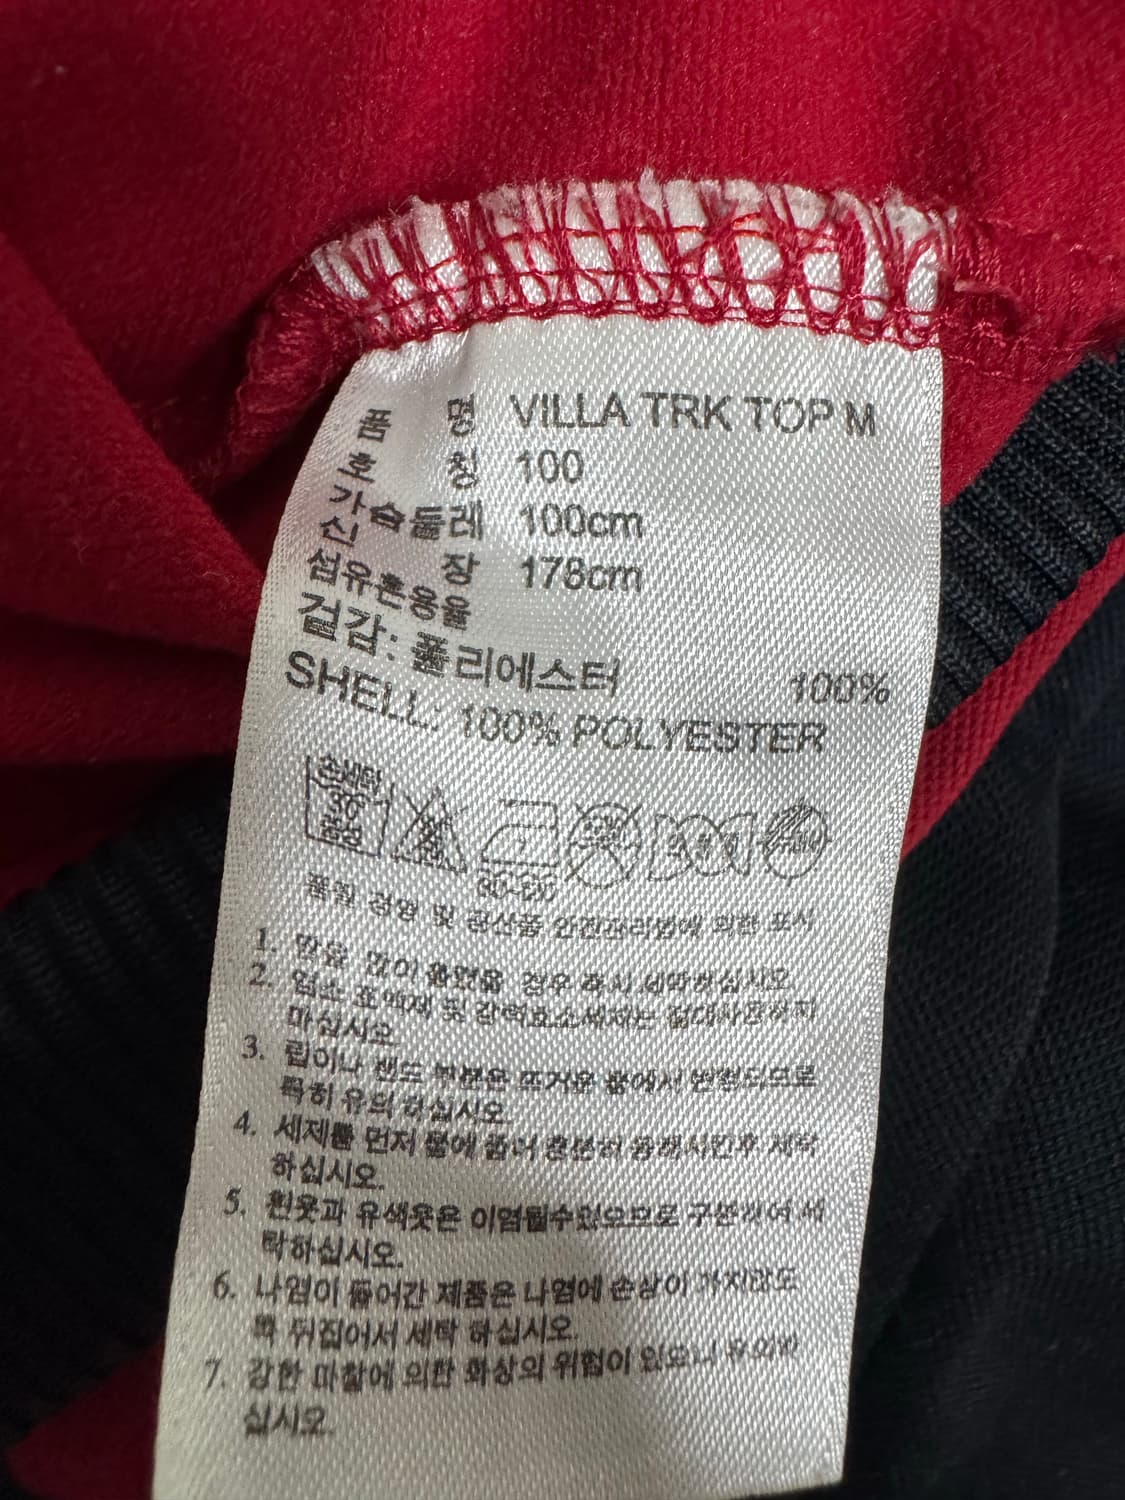 품 명 VILLA TRK TOP M
호 칭 100
가 슴 둘 레 100cm
신 장 178cm
섬유혼용율
겉감: 폴리에스터 100%
SHELL: 100% POLYESTER
손세탁
30
중성
80-120
품질 경영 및 공산품 안전관리법에 의한 표시
1. 땀을 많이 흘렸을 경우 즉시 세탁하십시오
2. 염소 표백제 및 강력효소세제는 절대사용하지
마십시오
3. 립이나 밴드 부분은 뜨거운 물에서 변형되므로
특히 유의 하십시오
4. 세제를 먼저 물에 풀어 충분히 용해시킨후 세탁
하십시오.
5. 흰옷과 유색옷은 이염될수있으므로 구분하여 세
탁하십시오.
6. 나염이 들어간 제품은 나염에 손상이 가지않도
록 뒤집어서 세탁 하십시오.
7. 강한 마찰에 의한 화상의 위험이 있으니 유의하
십시오.